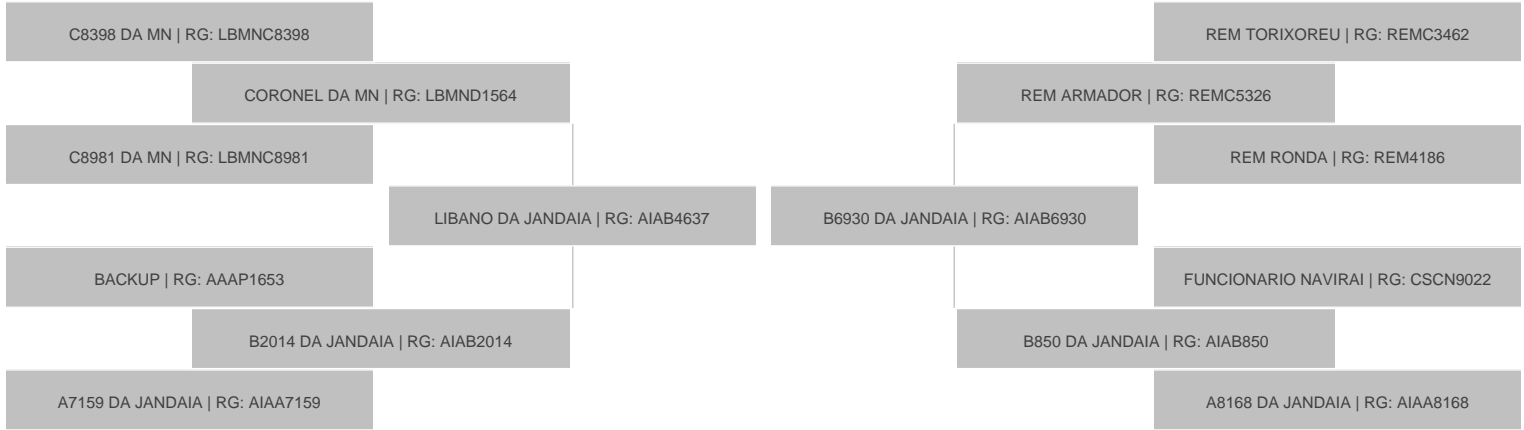 C8398 DA MN | RG: LBMNC8398
REM TORIXOREU | RG: REMC3462
CORONEL DA MN | RG: LBMND1564
REM ARMADOR | RG: REMC5326
C8981 DA MN | RG: LBMNC8981
REM RONDA | RG: REM4186
LIBANO DA JANDAIA | RG: AIAB4637
B6930 DA JANDAIA | RG: AIAB6930
BACKUP | RG: AAAP1653
FUNCIONARIO NAVIRAI | RG: CSCN9022
B2014 DA JANDAIA | RG: AIAB2014
B850 DA JANDAIA | RG: AIAB850
A7159 DA JANDAIA | RG: AIAA7159
A8168 DA JANDAIA | RG: AIAA8168